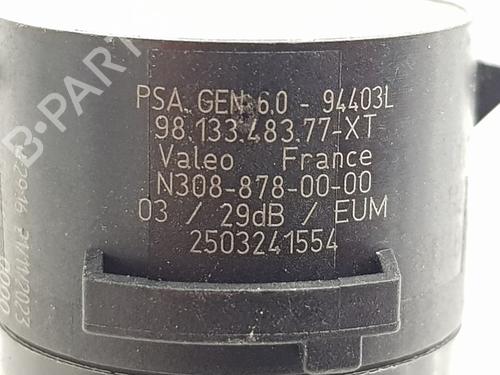 PSA GEN 6.0 - 94403L
98.133.483.77-XT
Valeo France
N308-878-00-00
03 / 29dB / EUM
2503241554